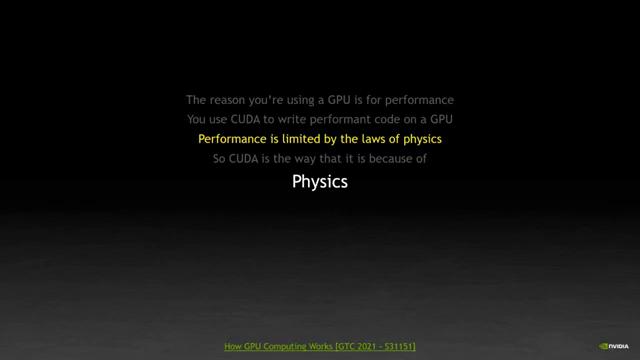 The reason you're using a GPU is for performance
You use CUDA to write performant code on a GPU
Performance is limited by the laws of physics
So CUDA is the way that it is because of
Physics
How GPU Computing Works [GTC 2021 - S31151]
NVIDIA